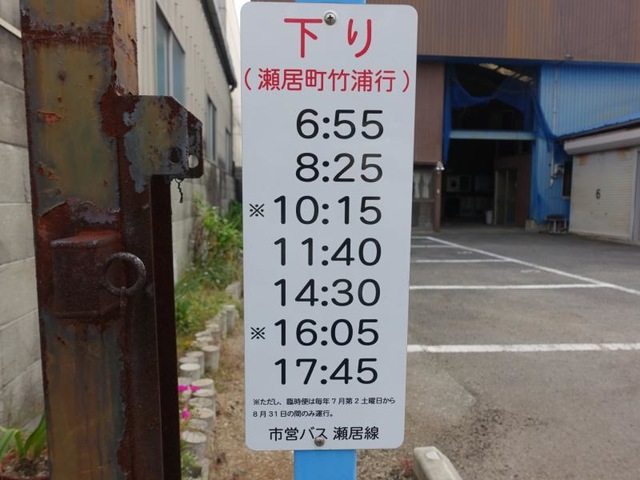 下り
(瀬居町竹浦行)
6:55
8:25
※10:15
11:40
14:30
※16:05
17:45
※ただし、臨時便は毎年7月第2土曜日から
8月31日の間のみ運行。
市営バス 瀬居線
6